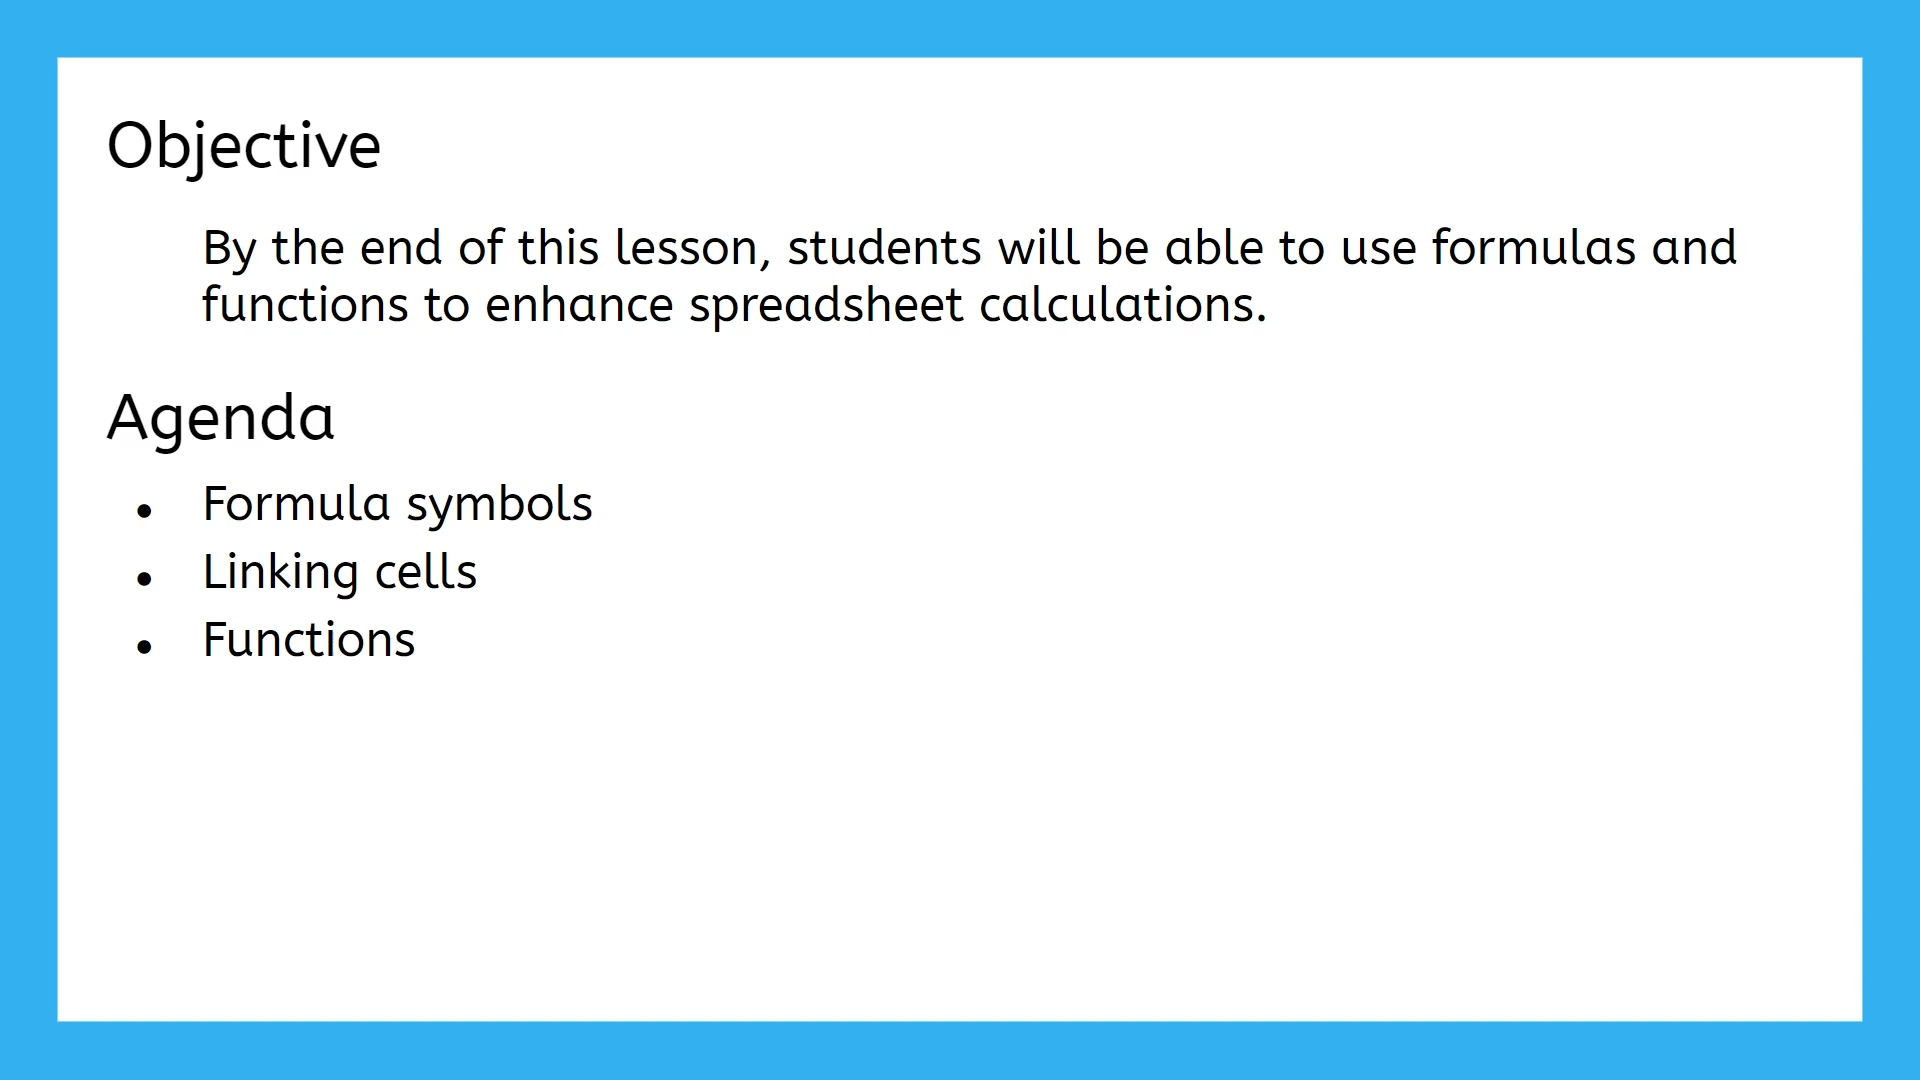 Objective
By the end of this lesson, students will be able to use formulas and
functions to enhance spreadsheet calculations.
Agenda
● Formula symbols
● Linking cells
● Functions